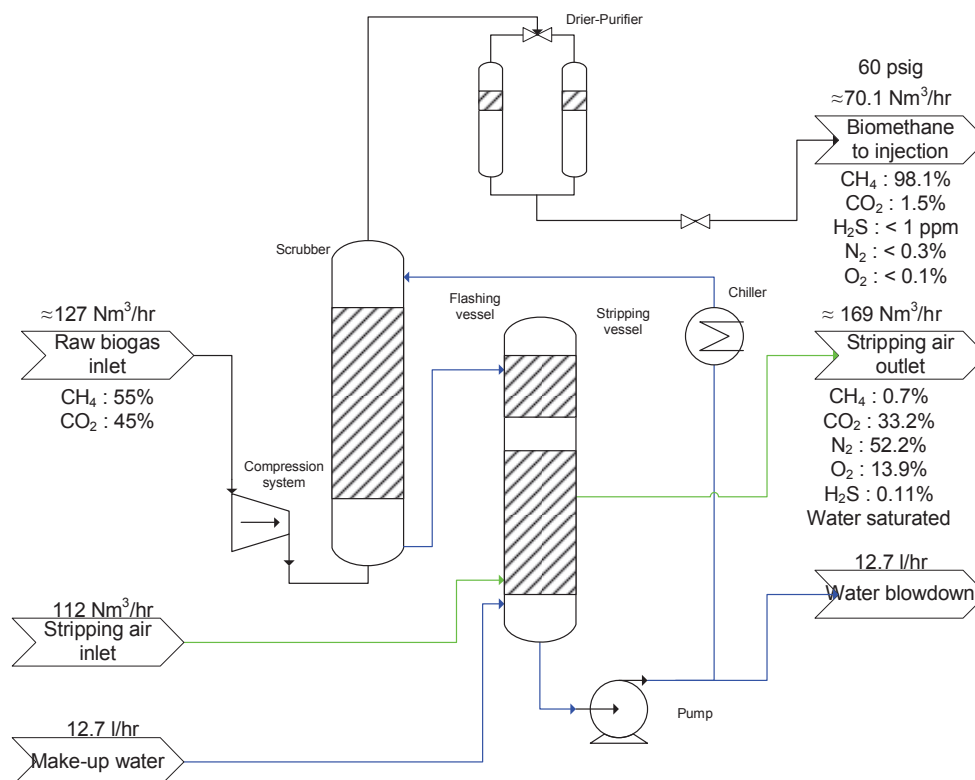 Drier-Purifier
60 psig
≈70.1 Nm³/hr
Biomethane
to injection
CH₄ : 98.1%
CO₂ : 1.5%
H₂S : < 1 ppm
N₂ : < 0.3%
O₂ : < 0.1%
Scrubber
Flashing
vessel
Stripping
vessel
Chiller
≈127 Nm³/hr
Raw biogas
inlet
CH₄ : 55%
CO₂ : 45%
≈ 169 Nm³/hr
Stripping air
outlet
CH₄ : 0.7%
CO₂ : 33.2%
N₂ : 52.2%
O₂ : 13.9%
H₂S : 0.11%
Water saturated
Compression
system
12.7 l/hr
Water blowdown
112 Nm³/hr
Stripping air
inlet
Pump
12.7 l/hr
Make-up water